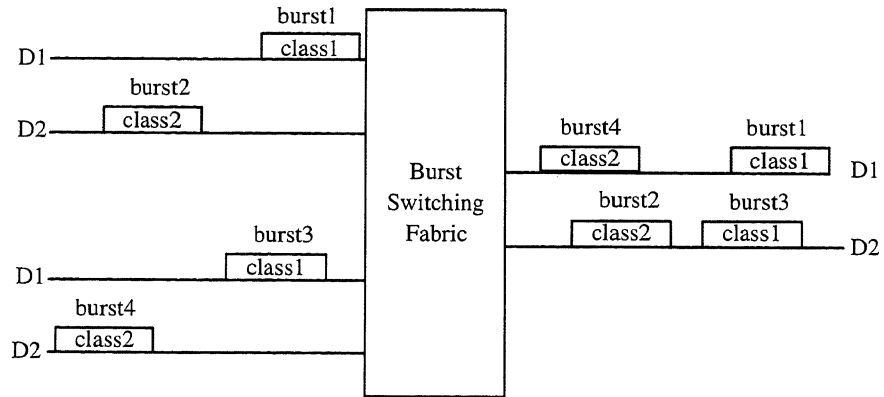 burst1
D1 class1
burst2
D2 class2
burst3
D1 class1
burst4
D2 class2
Burst
Switching
Fabric
burst4 burst1
class2 class1 D1
burst2 burst3
class2 class1 D2